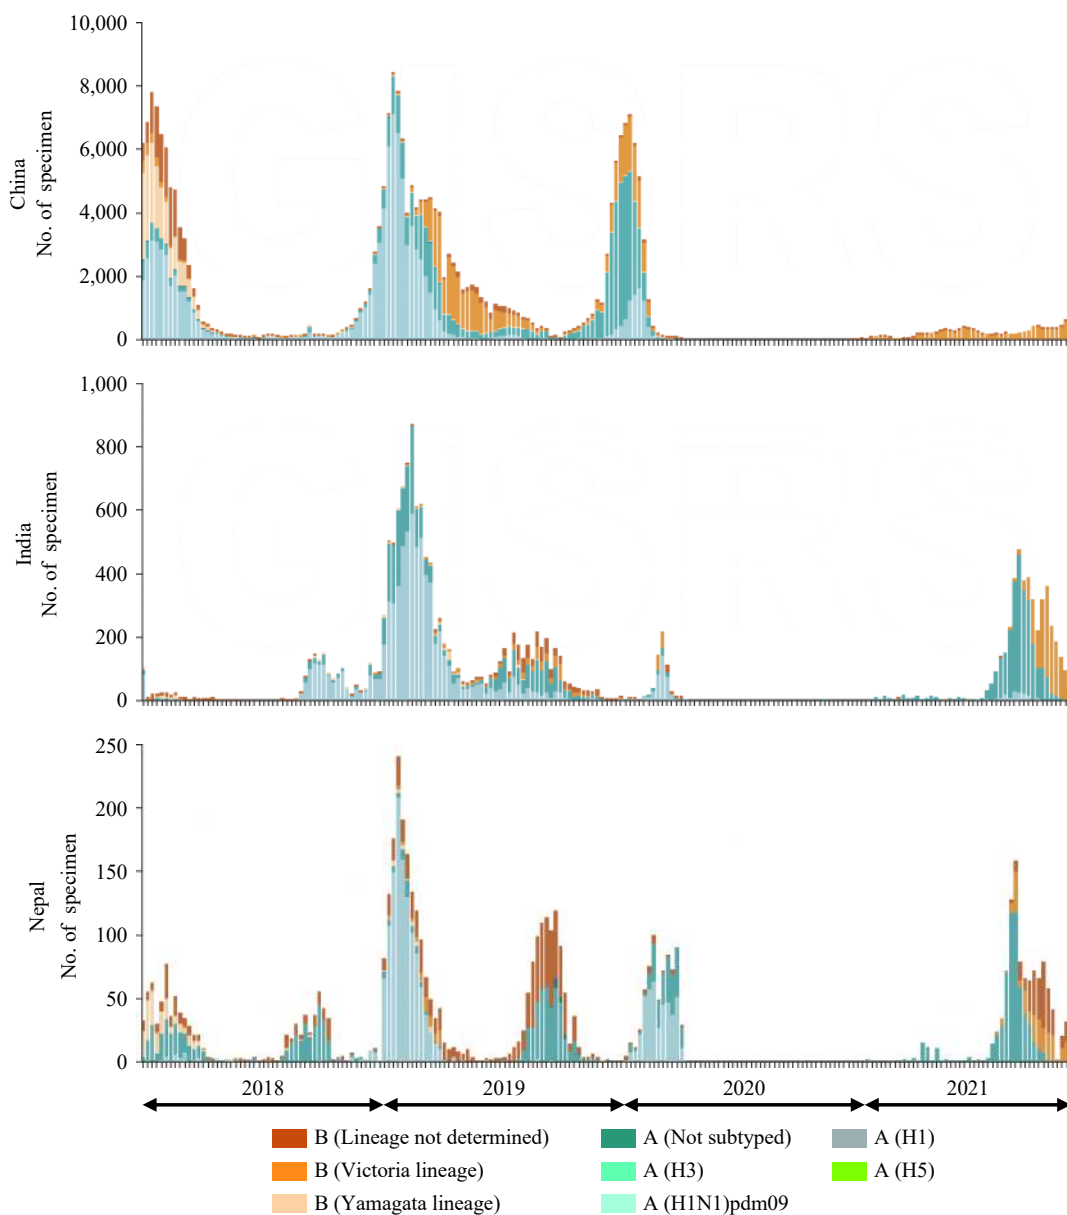 10,000
8,000
6,000
4,000
2,000
0
China
No. of specimen
1,000
800
600
400
200
0
India
No. of specimen
250
200
150
100
50
0
Nepal
No. of specimen
2018 2019 2020 2021
B (Lineage not determined) A (Not subtyped) A (H1)
B (Victoria lineage) A (H3) A (H5)
B (Yamagata lineage) A (H1N1)pdm09